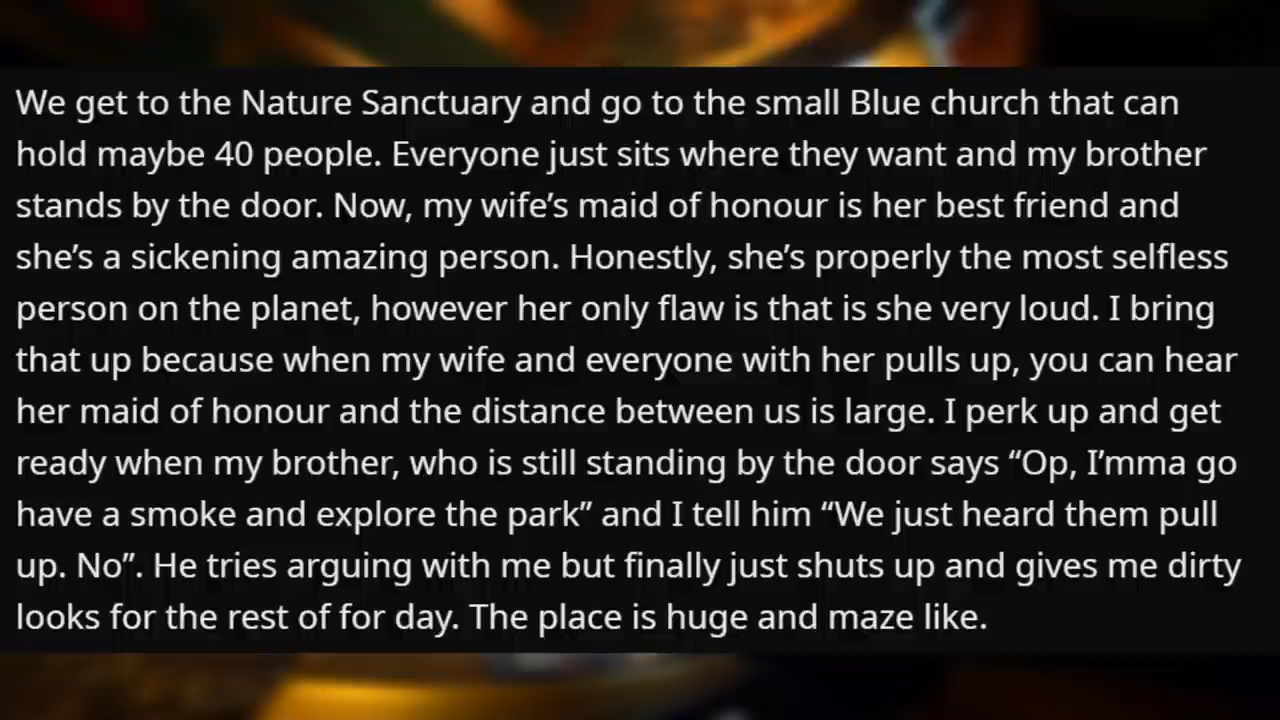 We get to the Nature Sanctuary and go to the small Blue church that can
hold maybe 40 people. Everyone just sits where they want and my brother
stands by the door. Now, my wife’s maid of honour is her best friend and
she’s a sickening amazing person. Honestly, she’s properly the most selfless
person on the planet, however her only flaw is that is she very loud. I bring
that up because when my wife and everyone with her pulls up, you can hear
her maid of honour and the distance between us is large. I perk up and get
ready when my brother, who is still standing by the door says “Op, I’mma go
have a smoke and explore the park” and I tell him “We just heard them pull
up. No”. He tries arguing with me but finally just shuts up and gives me dirty
looks for the rest of for day. The place is huge and maze like.